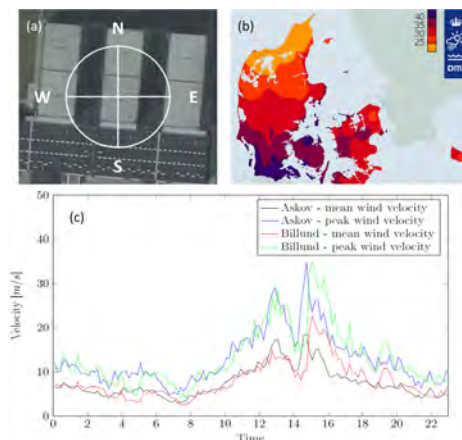 (a)
N
W
E
S
(b)
DMI
(c)
Askov - mean wind velocity
Askov - peak wind velocity
Billund - mean wind velocity
Billund - peak wind velocity
Velocity [m/s]
50
40
30
20
10
0
0 2 4 6 8 10 12 14 16 18 20 22
Time